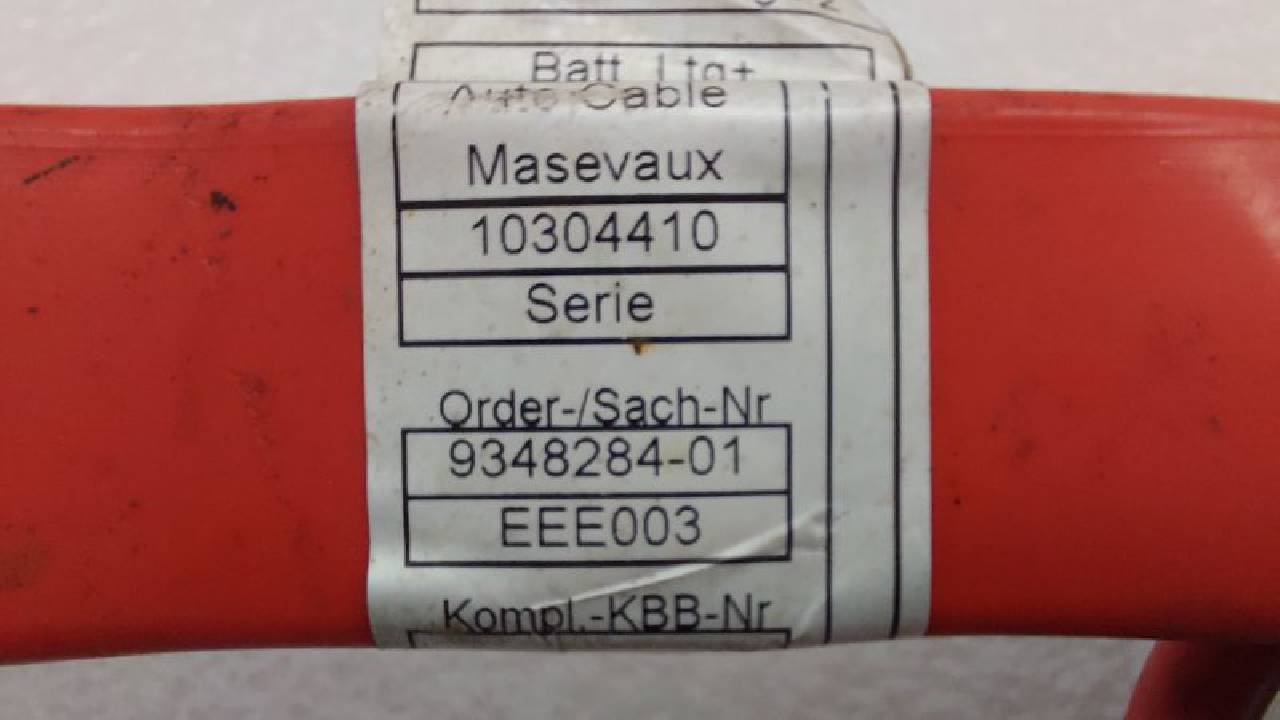 Batt. Ltg+
Auto Cable
Masevaux
10304410
Serie
Order-/Sach-Nr
9348284-01
EEE003
Kompl.-KBB-Nr